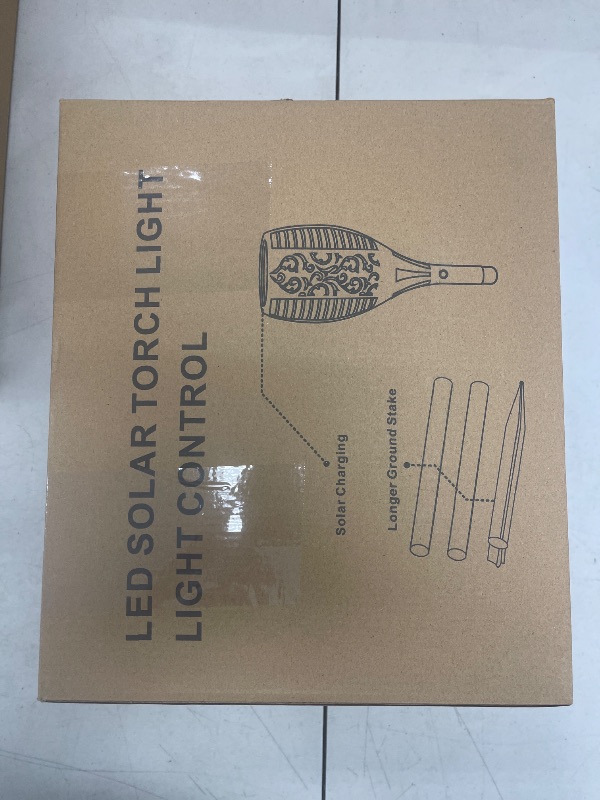 LED SOLAR TORCH LIGHT
LIGHT CONTROL
Solar Charging
Longer Ground Stake